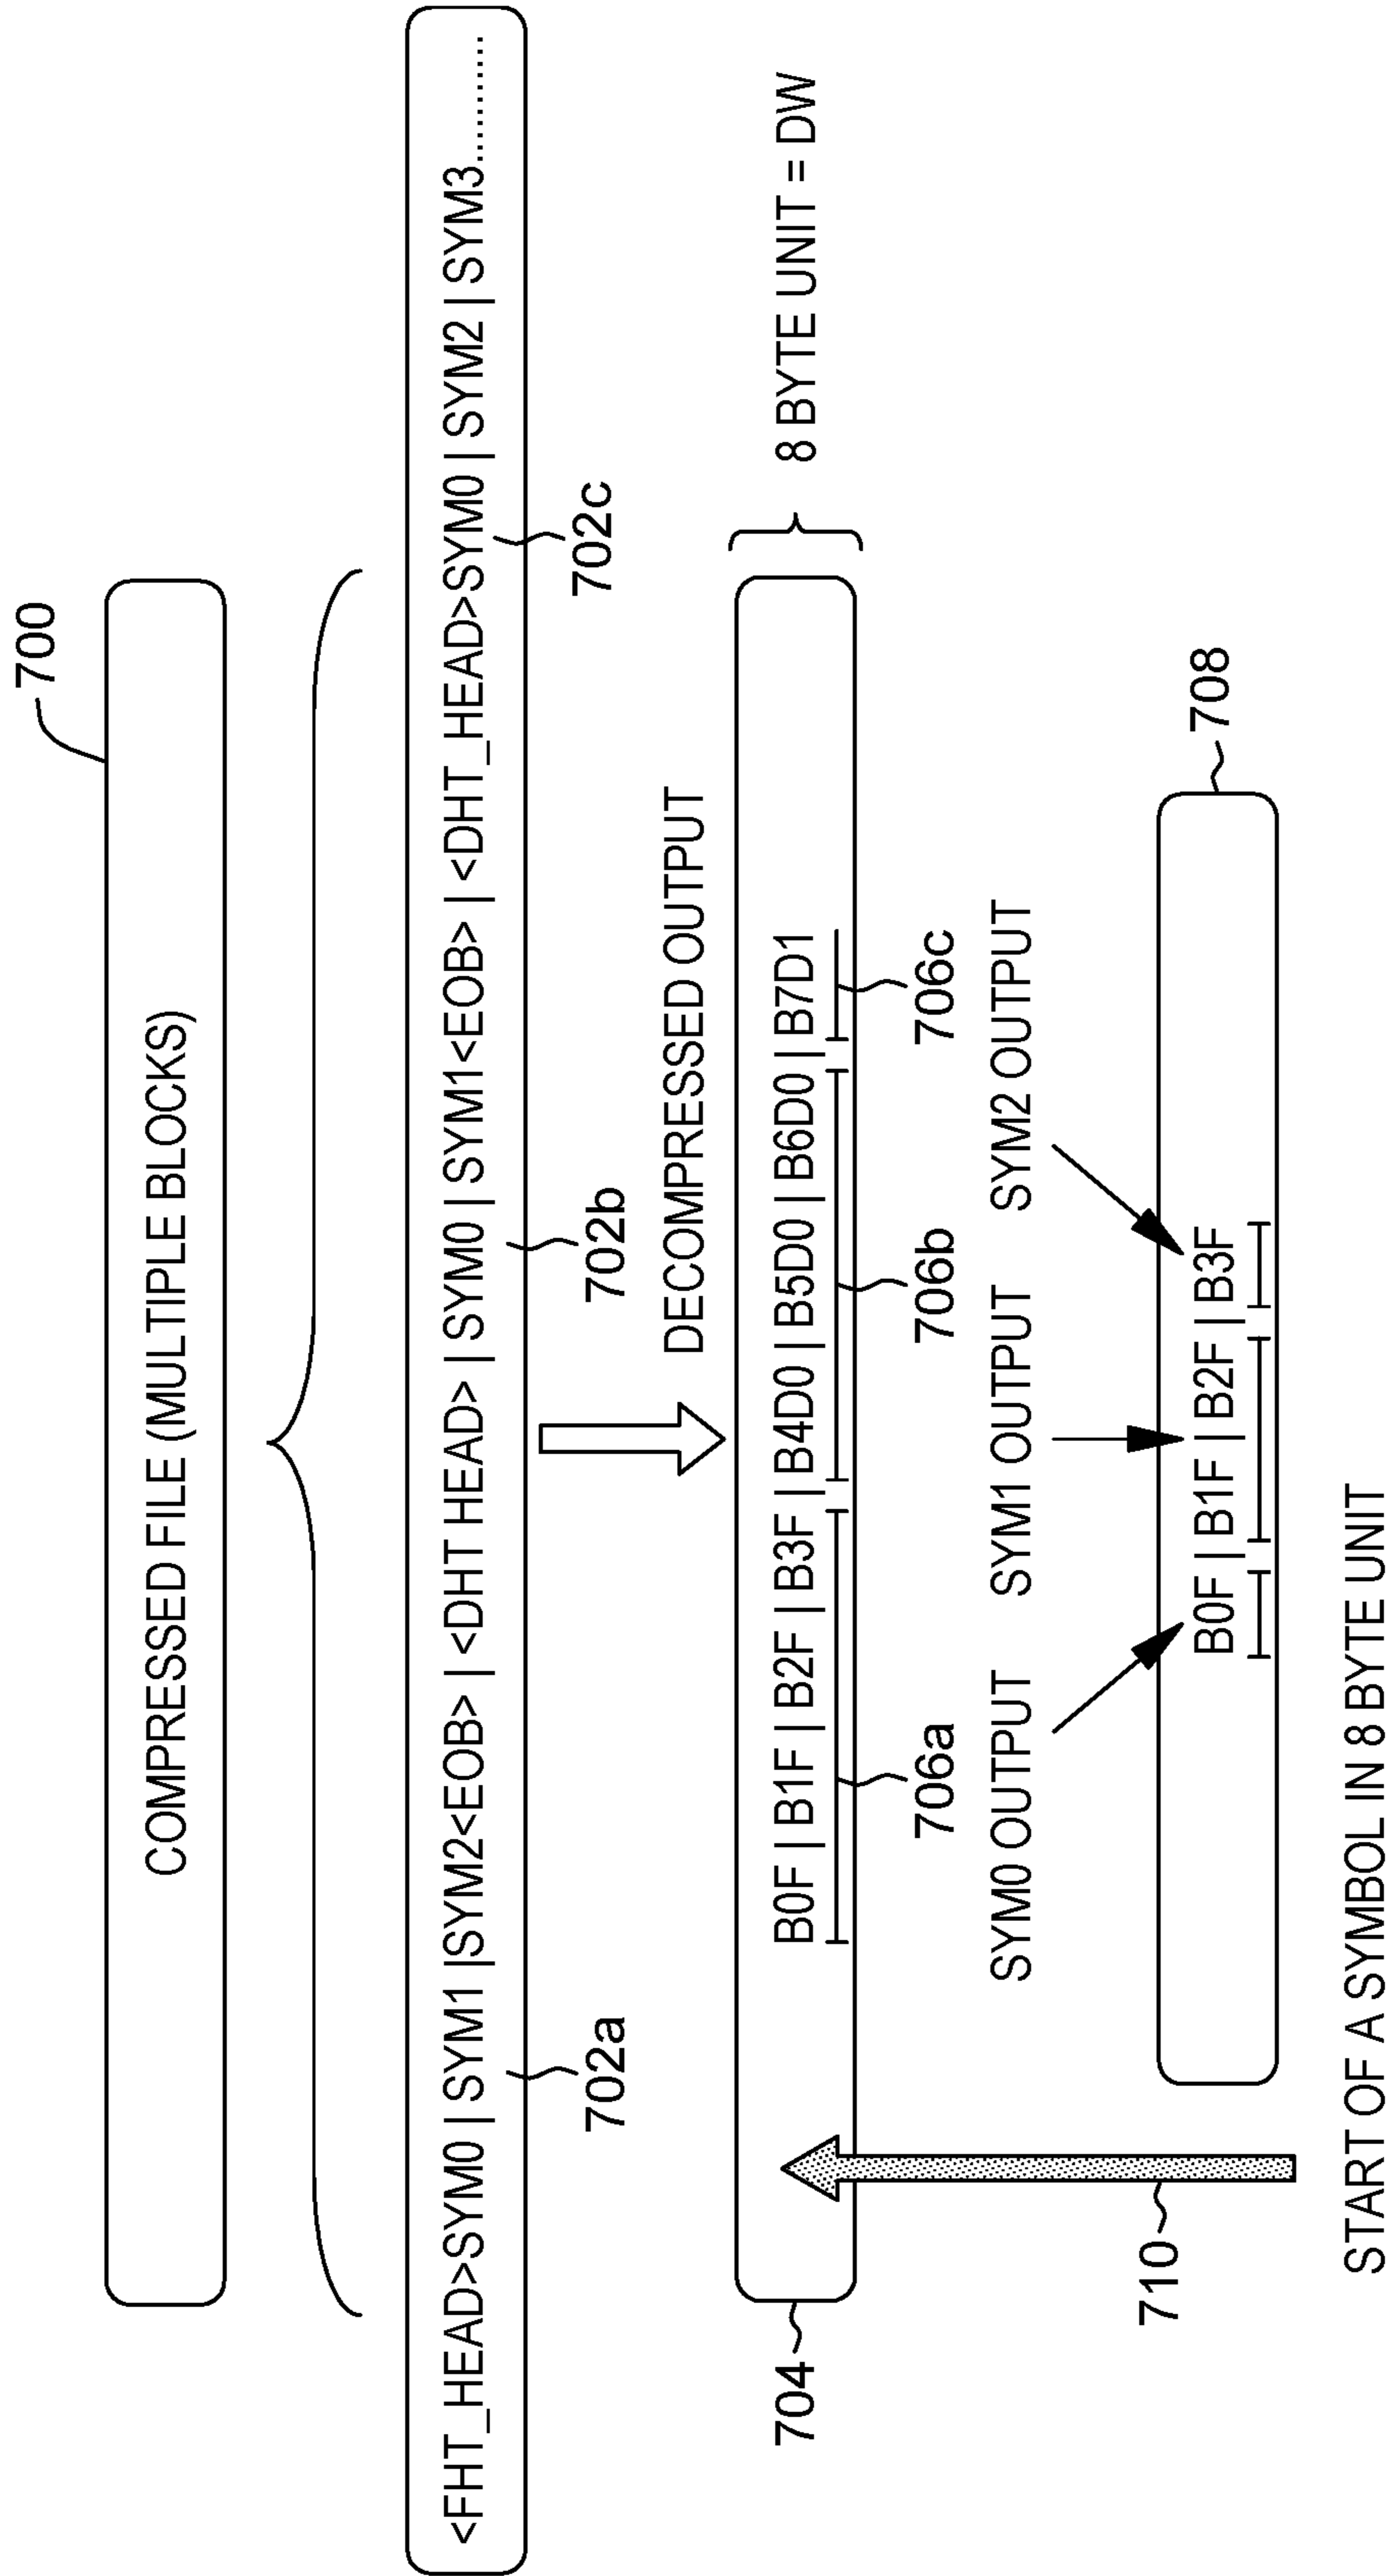 700
COMPRESSED FILE (MULTIPLE BLOCKS)
<FHT_HEAD>SYM0 | SYM1 |SYM2<EOB> | <DHT HEAD> | SYM0 | SYM1<EOB> | <DHT_HEAD>SYM0 | SYM2 | SYM3...........
702a
702b
702c
DECOMPRESSED OUTPUT
704
B0F | B1F | B2F | B3F | B4D0 | B5D0 | B6D0 | B7D1
8 BYTE UNIT = DW
706a
706b
706c
SYM0 OUTPUT
SYM1 OUTPUT
SYM2 OUTPUT
B0F | B1F | B2F | B3F
708
710
START OF A SYMBOL IN 8 BYTE UNIT